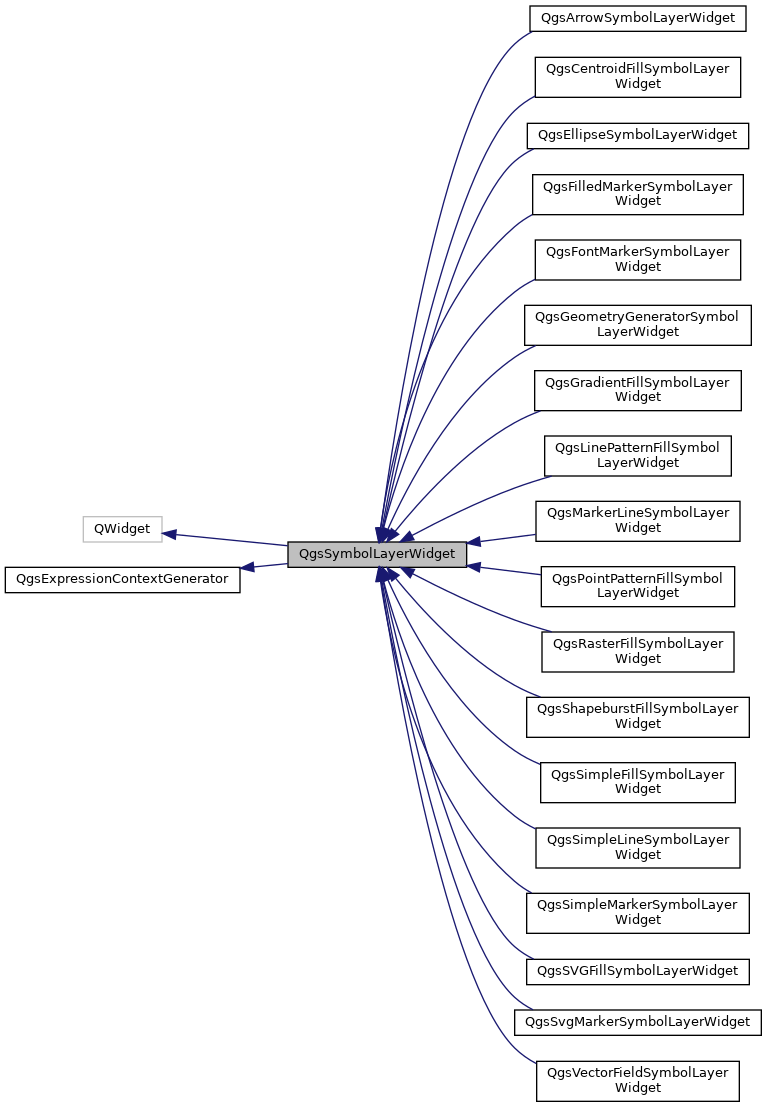 QgsArrowSymbolLayerWidget
QgsCentroidFillSymbolLayer
Widget
QgsEllipseSymbolLayerWidget
QgsFilledMarkerSymbolLayer
Widget
QgsFontMarkerSymbolLayer
Widget
QgsGeometryGeneratorSymbol
LayerWidget
QgsGradientFillSymbolLayer
Widget
QgsLinePatternFillSymbol
LayerWidget
QgsMarkerLineSymbolLayer
Widget
QWidget
QgsSymbolLayerWidget
QgsExpressionContextGenerator
QgsPointPatternFillSymbol
LayerWidget
QgsRasterFillSymbolLayer
Widget
QgsShapeburstFillSymbolLayer
Widget
QgsSimpleFillSymbolLayer
Widget
QgsSimpleLineSymbolLayer
Widget
QgsSimpleMarkerSymbolLayer
Widget
QgsSVGFillSymbolLayerWidget
QgsSvgMarkerSymbolLayerWidget
QgsVectorFieldSymbolLayer
Widget